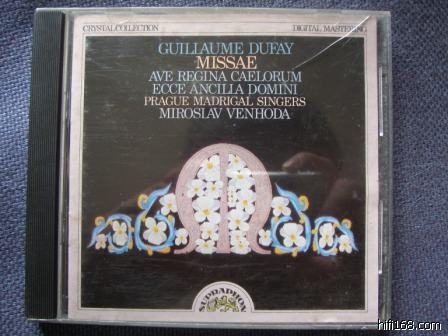 CRYSTAL COLLECTION
DIGITAL MASTERING
GUILLAUME DUFAY
MISSAE
AVE REGINA CAELORUM
ECCE ANCILIA DOMINI
PRAGUE MADRIGAL SINGERS
MIROSLAV VENHODA
SUPRAPHON
hifi168.com